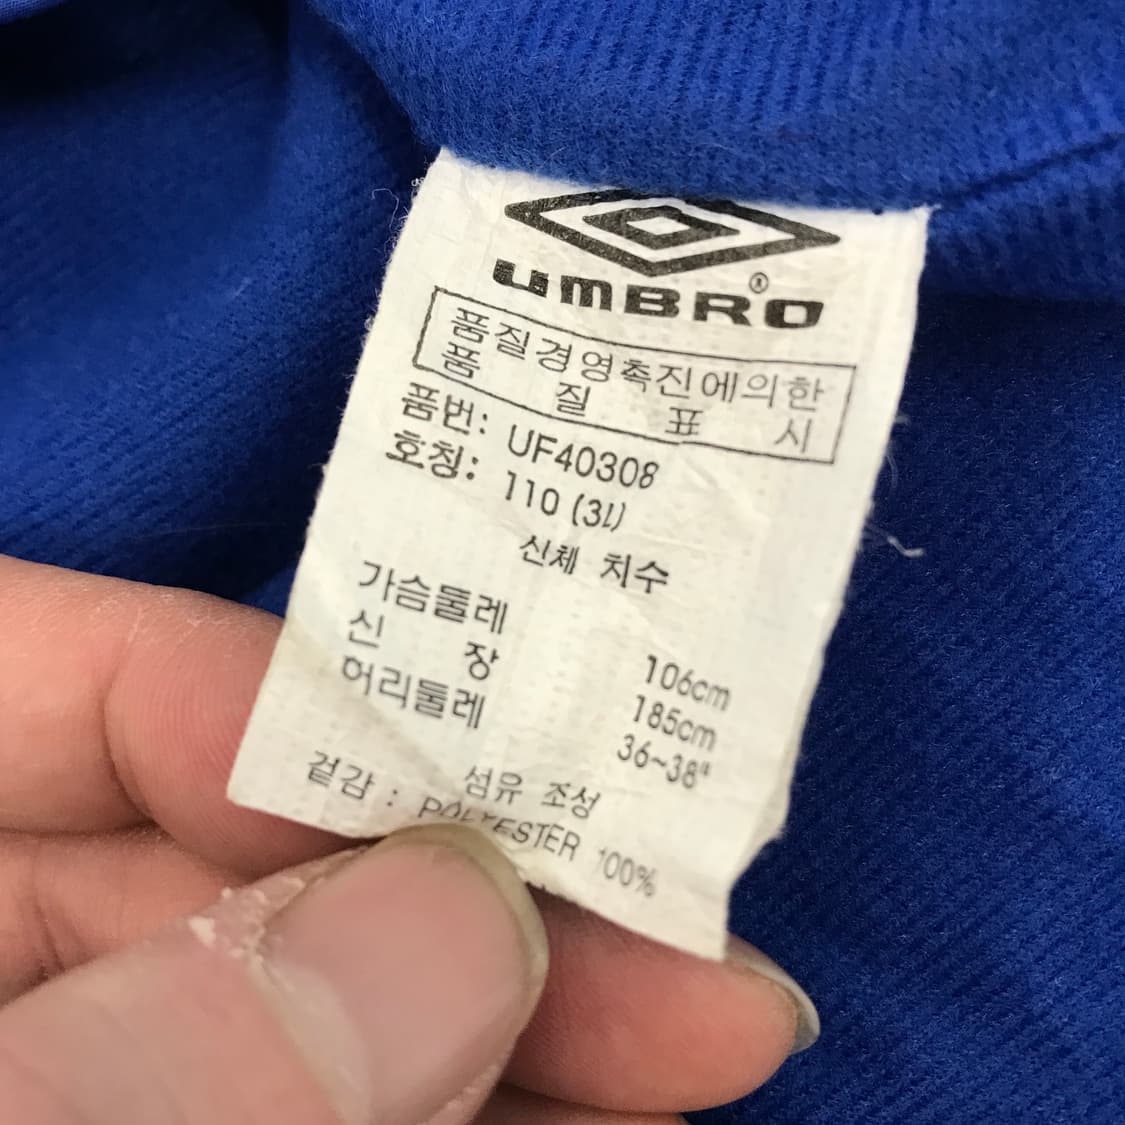 umBRO®
품질경영촉진에의한
품 질 표 시
품번: UF40308
호칭: 110 (3L)
신체 치수
가슴둘레 106cm
신 장 185cm
허리둘레 36~38"
섬유 조성
겉감 : POLYESTER 100%